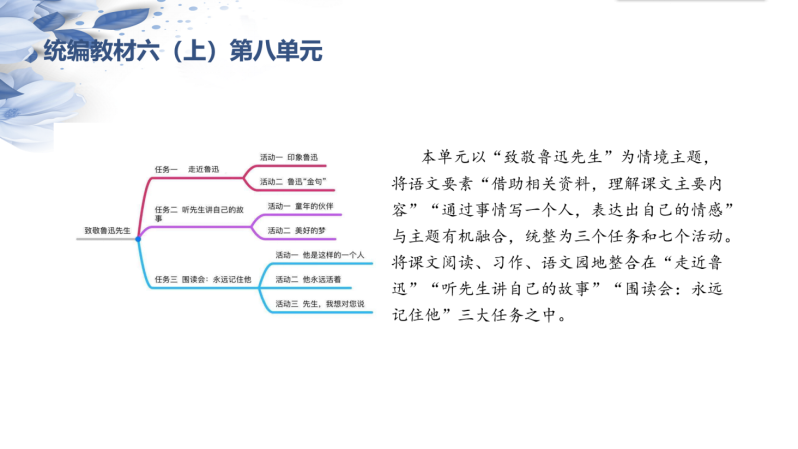 统编教材六（上）第八单元
致敬鲁迅先生
任务一 走近鲁迅
活动一 印象鲁迅
活动二 鲁迅“金句”
任务二 听先生讲自己的故
事
活动一 童年的伙伴
活动二 美好的梦
任务三 围读会：永远记住他
活动一 他是这样的一个人
活动二 他永远活着
活动三 先生，我想对您说
本单元以“致敬鲁迅先生”为情境主题，
将语文要素“借助相关资料，理解课文主要内
容”“通过事情写一个人，表达出自己的情感”
与主题有机融合，统整为三个任务和七个活动。
将课文阅读、习作、语文园地整合在“走近鲁
迅”“听先生讲自己的故事”“围读会：永远
记住他”三大任务之中。